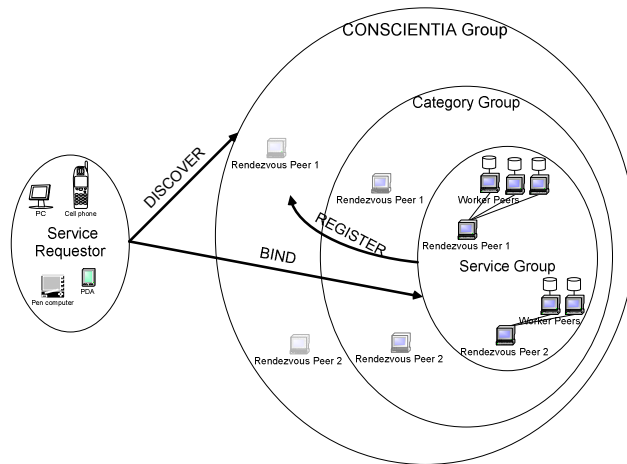 CONSCIENTIA Group
Category Group
DISCOVER
Rendezvous Peer 1
Rendezvous Peer 1
Worker Peers
PC
Cell phone
REGISTER
Rendezvous Peer 1
Service
Requestor
BIND
Service Group
Pen computer
PDA
Worker Peers
Rendezvous Peer 2
Rendezvous Peer 2
Rendezvous Peer 2